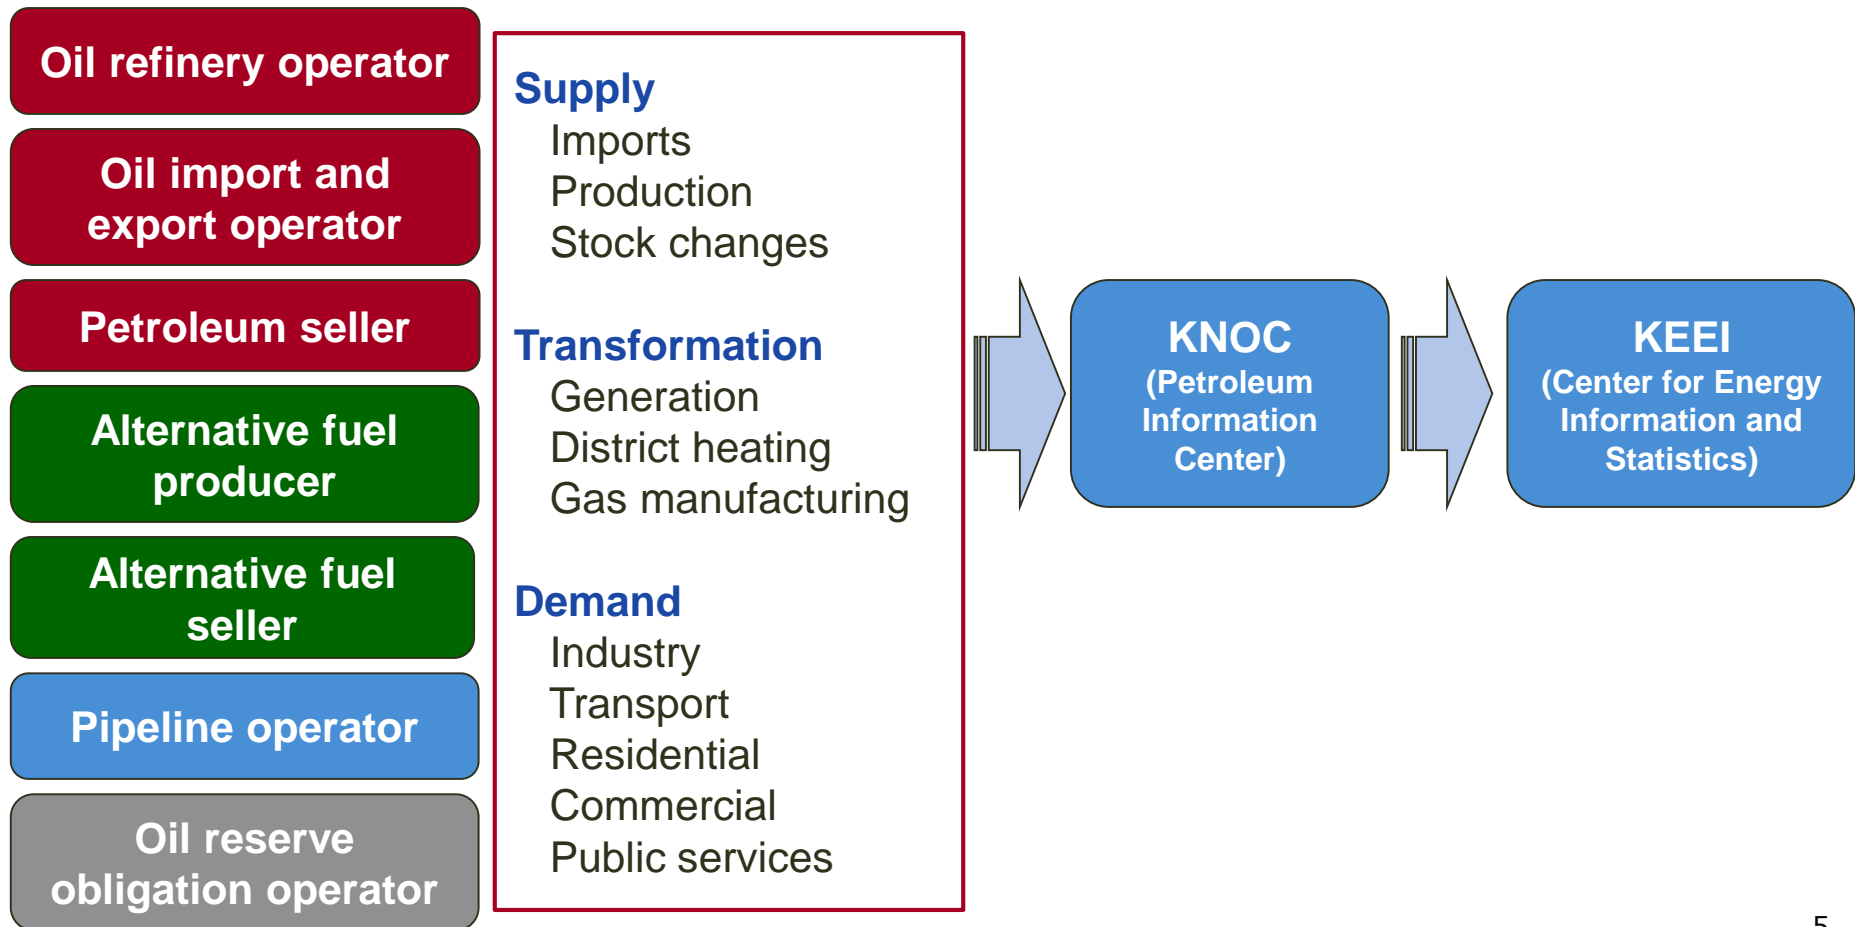 Oil refinery operator
Oil import and
export operator
Petroleum seller
Alternative fuel
producer
Alternative fuel
seller
Pipeline operator
Oil reserve
obligation operator
Supply
Imports
Production
Stock changes
Transformation
Generation
District heating
Gas manufacturing
Demand
Industry
Transport
Residential
Commercial
Public services
KNOC
(Petroleum
Information
Center)
KEEI
(Center for Energy
Information and
Statistics)
5